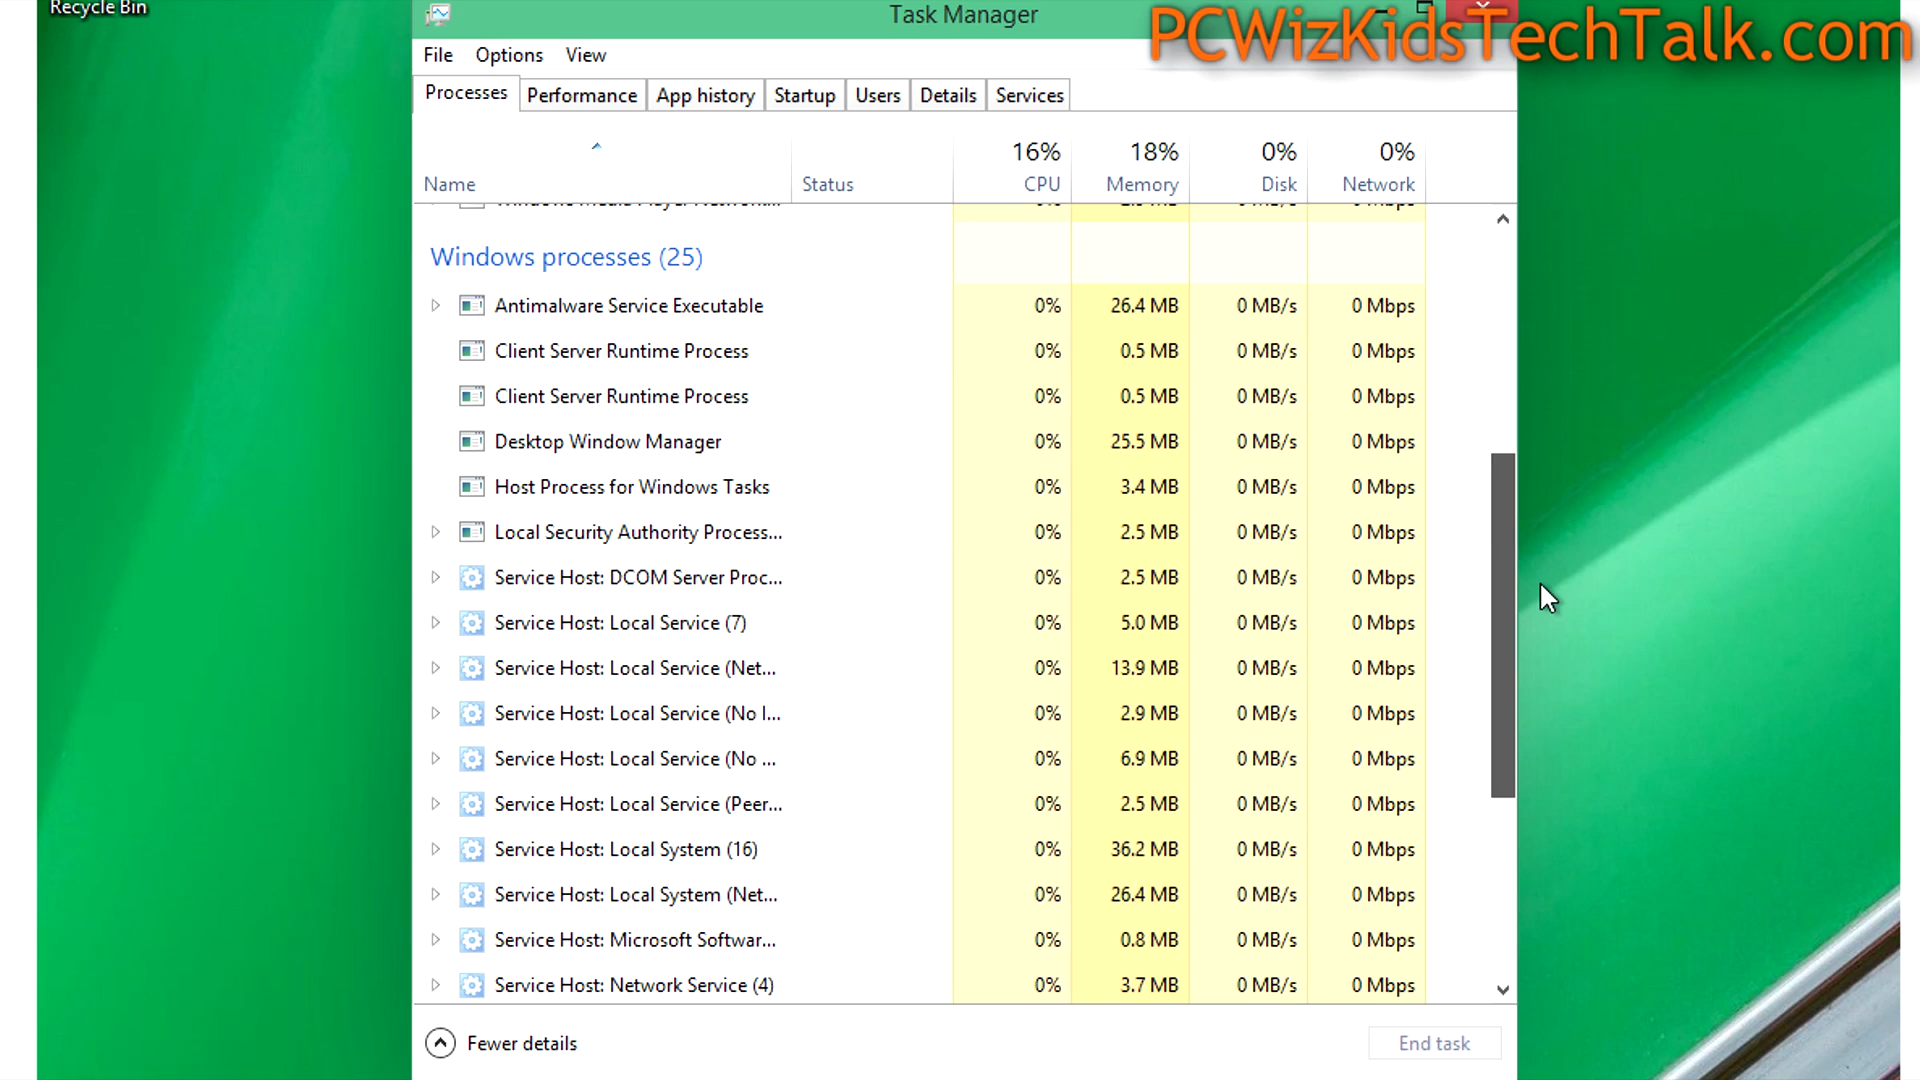 Recycle Bin
Task Manager
PCWizKidsTechTalk.com
File Options View
Processes Performance App history Startup Users Details Services
16% 18% 0% 0%
Name Status CPU Memory Disk Network
Windows processes (25)
Antimalware Service Executable 0% 26.4 MB 0 MB/s 0 Mbps
Client Server Runtime Process 0% 0.5 MB 0 MB/s 0 Mbps
Client Server Runtime Process 0% 0.5 MB 0 MB/s 0 Mbps
Desktop Window Manager 0% 25.5 MB 0 MB/s 0 Mbps
Host Process for Windows Tasks 0% 3.4 MB 0 MB/s 0 Mbps
Local Security Authority Process... 0% 2.5 MB 0 MB/s 0 Mbps
Service Host: DCOM Server Proc... 0% 2.5 MB 0 MB/s 0 Mbps
Service Host: Local Service (7) 0% 5.0 MB 0 MB/s 0 Mbps
Service Host: Local Service (Net... 0% 13.9 MB 0 MB/s 0 Mbps
Service Host: Local Service (No I... 0% 2.9 MB 0 MB/s 0 Mbps
Service Host: Local Service (No ... 0% 6.9 MB 0 MB/s 0 Mbps
Service Host: Local Service (Peer... 0% 2.5 MB 0 MB/s 0 Mbps
Service Host: Local System (16) 0% 36.2 MB 0 MB/s 0 Mbps
Service Host: Local System (Net... 0% 26.4 MB 0 MB/s 0 Mbps
Service Host: Microsoft Softwar... 0% 0.8 MB 0 MB/s 0 Mbps
Service Host: Network Service (4) 0% 3.7 MB 0 MB/s 0 Mbps
Fewer details End task